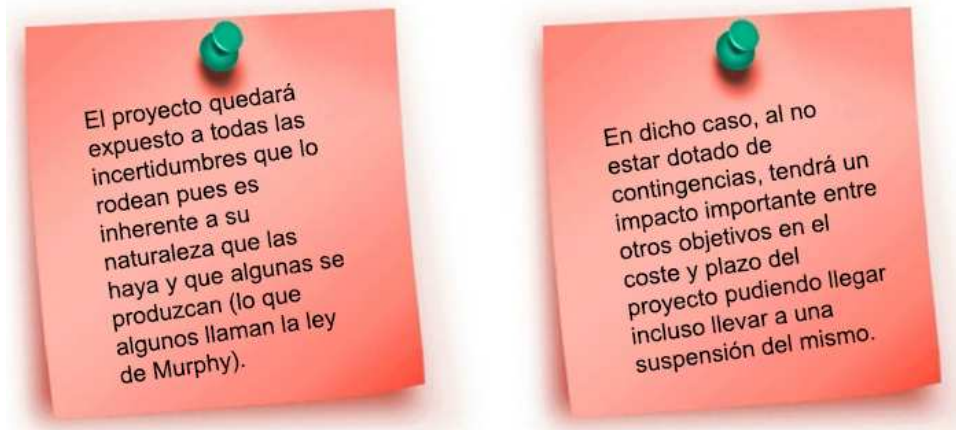 El proyecto quedará
expuesto a todas las
incertidumbres que lo
rodean pues es
inherente a su
naturaleza que las
haya y que algunas se
produzcan (lo que
algunos llaman la ley
de Murphy).
En dicho caso, al no
estar dotado de
contingencias, tendrá un
impacto importante entre
otros objetivos en el
coste y plazo del
proyecto pudiendo llegar
incluso llevar a una
suspensión del mismo.